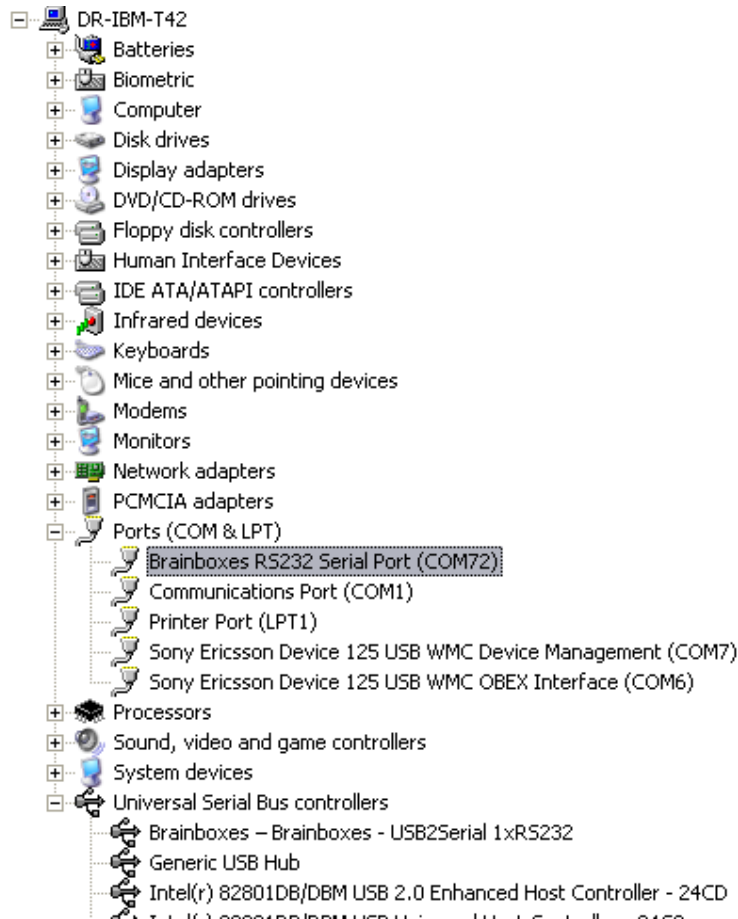 DR-IBM-T42
Batteries
Biometric
Computer
Disk drives
Display adapters
DVD/CD-ROM drives
Floppy disk controllers
Human Interface Devices
IDE ATA/ATAPI controllers
Infrared devices
Keyboards
Mice and other pointing devices
Modems
Monitors
Network adapters
PCMCIA adapters
Ports (COM & LPT)
Brainboxes RS232 Serial Port (COM72)
Communications Port (COM1)
Printer Port (LPT1)
Sony Ericsson Device 125 USB WMC Device Management (COM7)
Sony Ericsson Device 125 USB WMC OBEX Interface (COM6)
Processors
Sound, video and game controllers
System devices
Universal Serial Bus controllers
Brainboxes – Brainboxes - USB2Serial 1xRS232
Generic USB Hub
Intel(r) 82801DB/DBM USB 2.0 Enhanced Host Controller - 24CD